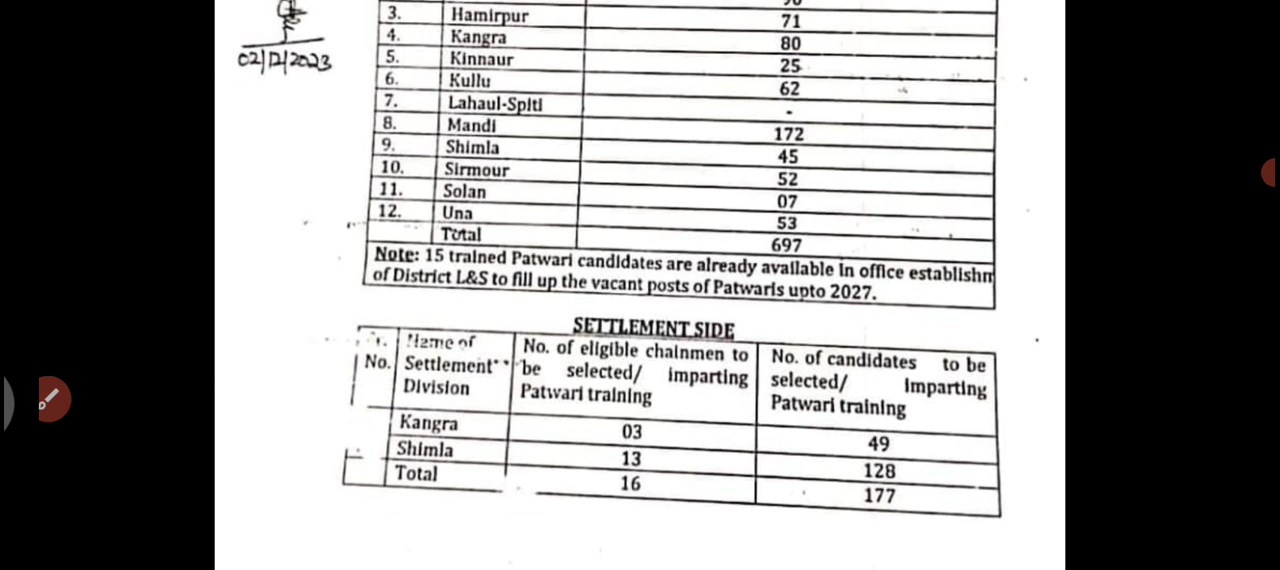 02/12/2023
3. Hamirpur 71
4. Kangra 80
5. Kinnaur 25
6. Kullu 62
7. Lahaul-Spiti -
8. Mandi 172
9. Shimla 45
10. Sirmour 52
11. Solan 07
12. Una 53
Total 697
Note: 15 trained Patwari candidates are already available in office establishm
of District L&S to fill up the vacant posts of Patwaris upto 2027.
SETTLEMENT SIDE
Name of No. of eligible chainmen to No. of candidates to be
No. Settlement be selected/ imparting selected/ imparting
Division Patwari training Patwari training
Kangra 03 49
Shimla 13 128
Total 16 177